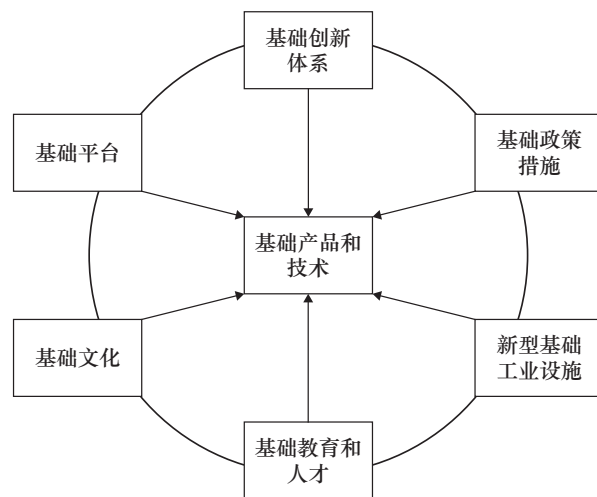 基础创新
体系
基础平台
基础政策
措施
基础产品和
技术
基础文化
新型基础
工业设施
基础教育和
人才